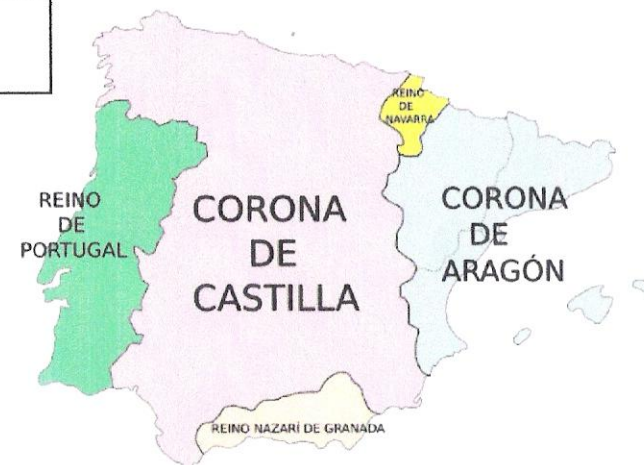 REINO
DE
NAVARRA
REINO
DE
PORTUGAL
CORONA
DE
CASTILLA
CORONA
DE
ARAGÓN
REINO NAZARÍ DE GRANADA